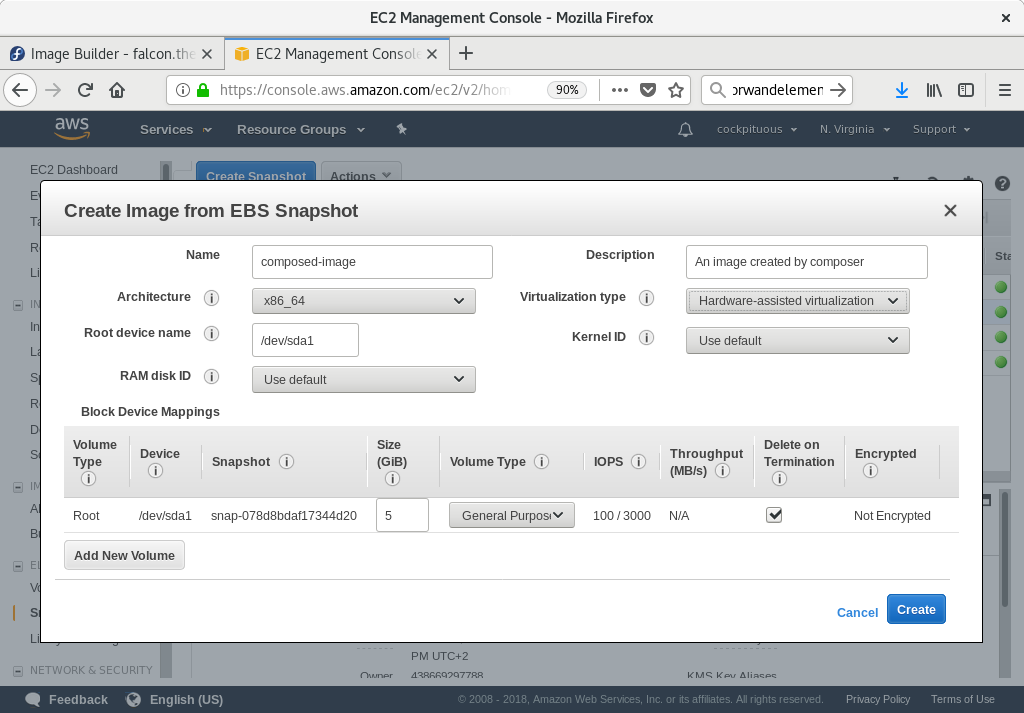 EC2 Management Console - Mozilla Firefox
Image Builder - falcon.the
EC2 Management Console
https://console.aws.amazon.com/ec2/v2/hom
90%
orwandelemen
aws
Services
Resource Groups
cockpituous
N. Virginia
Support
EC2 Dashboard
Create Snapshot
Actions
Create Image from EBS Snapshot
Name
composed-image
Description
An image created by composer
Architecture
x86_64
Virtualization type
Hardware-assisted virtualization
Root device name
/dev/sda1
Kernel ID
Use default
RAM disk ID
Use default
Block Device Mappings
Volume Type
Device
Snapshot
Size (GiB)
Volume Type
IOPS
Throughput (MB/s)
Delete on Termination
Encrypted
Root
/dev/sda1
snap-078d8bdaf17344d20
5
General Purpose
100 / 3000
N/A
Not Encrypted
Add New Volume
Cancel
Create
NETWORK & SECURITY
PM UTC+2
Owner
438669297788
KMS Key Aliases
Feedback
English (US)
© 2008 - 2018, Amazon Web Services, Inc. or its affiliates. All rights reserved.
Privacy Policy
Terms of Use